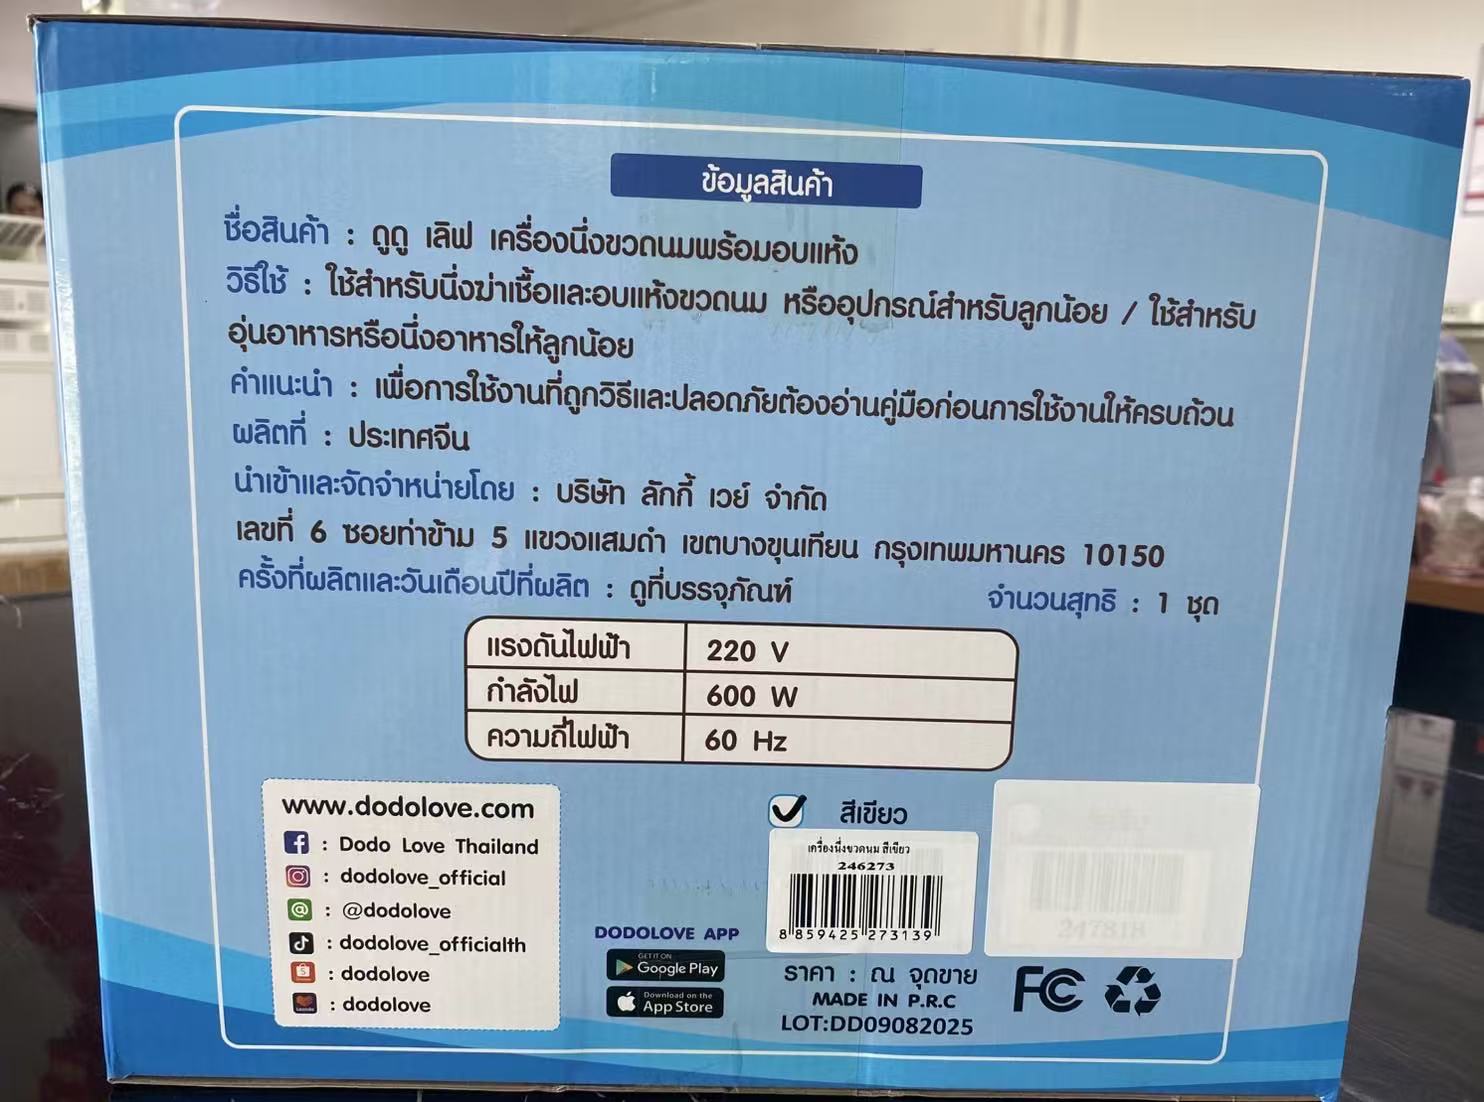 ข้อมูลสินค้า
ชื่อสินค้า : ดูดู เลิฟ เครื่องนึ่งขวดนมพร้อมอบแห้ง
วิธีใช้ : ใช้สำหรับนึ่งฆ่าเชื้อและอบแห้งขวดนม หรืออุปกรณ์สำหรับลูกน้อย / ใช้สำหรับ
อุ่นอาหารหรือนึ่งอาหารให้ลูกน้อย
คำแนะนำ : เพื่อการใช้งานที่ถูกวิธีและปลอดภัยต้องอ่านคู่มือก่อนการใช้งานให้ครบถ้วน
ผลิตที่ : ประเทศจีน
นำเข้าและจัดจำหน่ายโดย : บริษัท ลักกี้ เวย์ จำกัด
เลขที่ 6 ซอยท่าข้าม 5 แขวงแสมดำ เขตบางขุนเทียน กรุงเทพมหานคร 10150
ครั้งที่ผลิตและวันเดือนปีที่ผลิต : ดูที่บรรจุภัณฑ์ จำนวนสุทธิ : 1 ชุด
แรงดันไฟฟ้า 220 V
กำลังไฟ 600 W
ความถี่ไฟฟ้า 60 Hz
www.dodolove.com
: Dodo Love Thailand
: dodolove_official
: @dodolove
: dodolove_officialth
: dodolove
: dodolove
DODOLOVE APP
GET IT ON
Google Play
Download on the
App Store
สีเขียว
เครื่องนึ่งขวดนม สีเขียว
246273
8 859425 273139
ราคา : ณ จุดขาย
MADE IN P.R.C
LOT:DD09082025
247818
FC